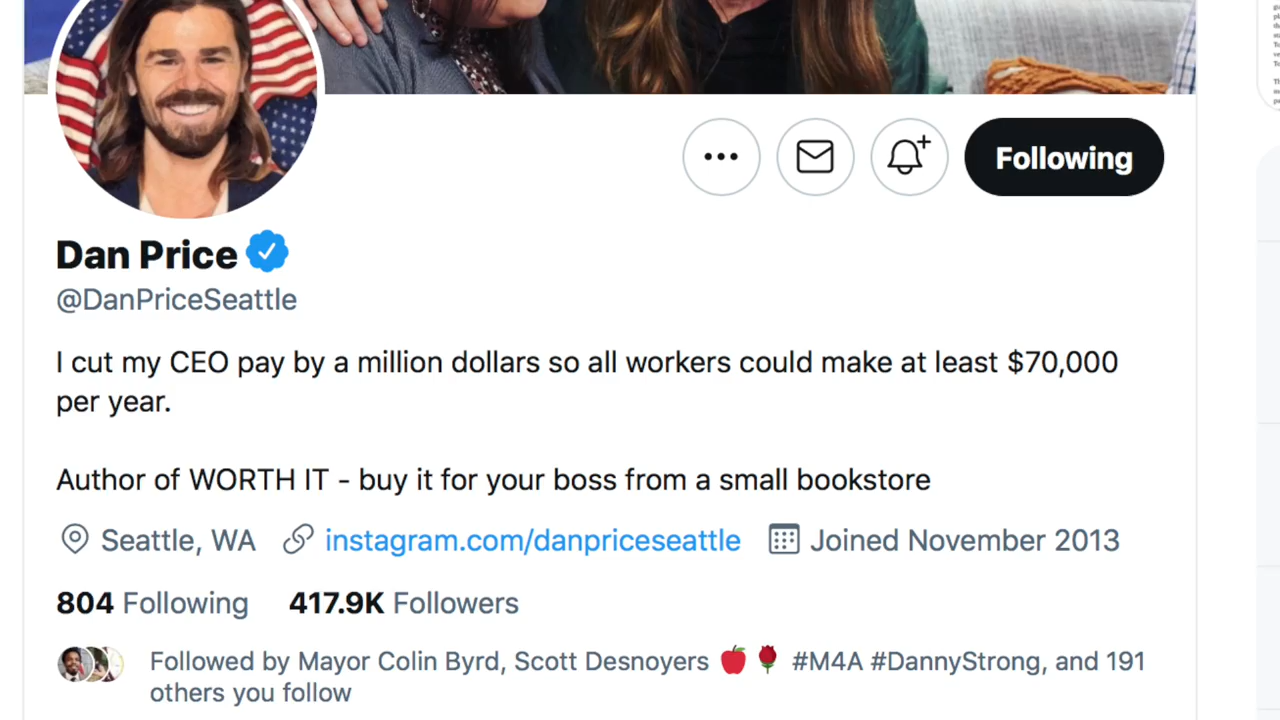 Following
Dan Price
@DanPriceSeattle
I cut my CEO pay by a million dollars so all workers could make at least $70,000
per year.
Author of WORTH IT - buy it for your boss from a small bookstore
Seattle, WA instagram.com/danpriceseattle Joined November 2013
804 Following 417.9K Followers
Followed by Mayor Colin Byrd, Scott Desnoyers 🍎🌹 #M4A #DannyStrong, and 191
others you follow